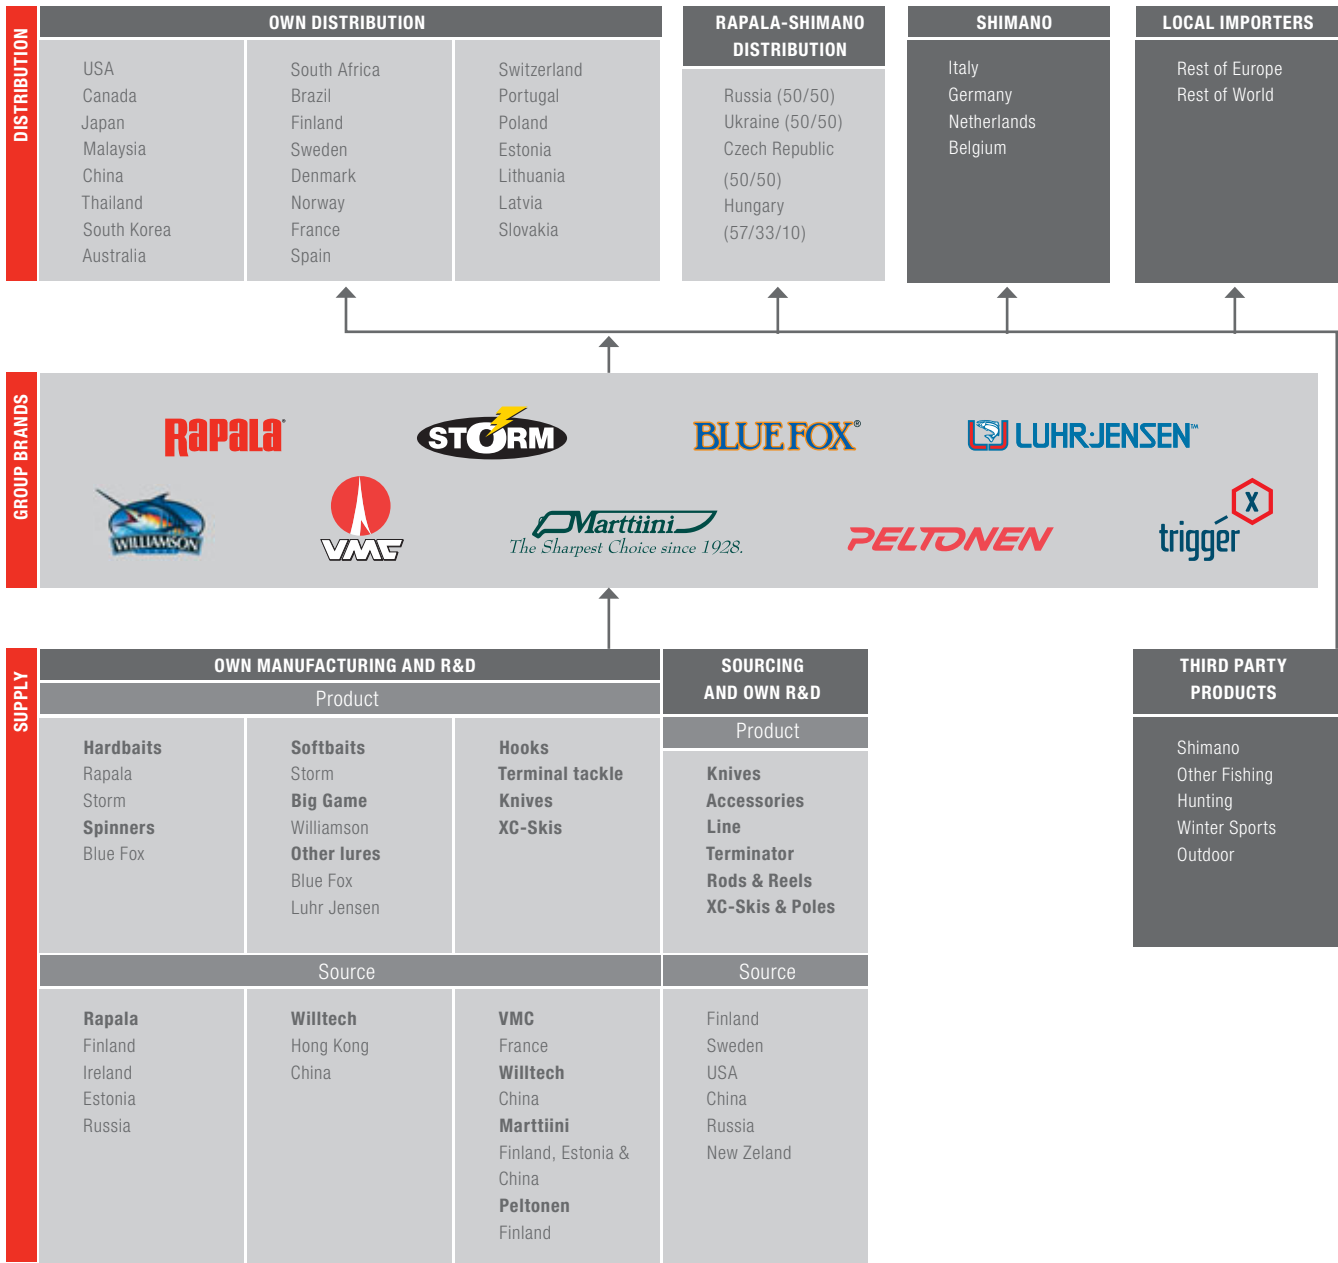 DISTRIBUTION
OWN DISTRIBUTION
USA
Canada
Japan
Malaysia
China
Thailand
South Korea
Australia
South Africa
Brazil
Finland
Sweden
Denmark
Norway
France
Spain
Switzerland
Portugal
Poland
Estonia
Lithuania
Latvia
Slovakia
RAPALA-SHIMANO
DISTRIBUTION
Russia (50/50)
Ukraine (50/50)
Czech Republic
(50/50)
Hungary
(57/33/10)
SHIMANO
Italy
Germany
Netherlands
Belgium
LOCAL IMPORTERS
Rest of Europe
Rest of World
GROUP BRANDS
RAPALA®
STORM
BLUE FOX®
LUHR·JENSEN™
WILLIAMSON
VMC
Marttiini
The Sharpest Choice since 1928.
PELTONEN
trigger X
SUPPLY
OWN MANUFACTURING AND R&D
Product
Hardbaits
Rapala
Storm
Spinners
Blue Fox
Softbaits
Storm
Big Game
Williamson
Other lures
Blue Fox
Luhr Jensen
Hooks
Terminal tackle
Knives
XC-Skis
Source
Rapala
Finland
Ireland
Estonia
Russia
Willtech
Hong Kong
China
VMC
France
Willtech
China
Marttiini
Finland, Estonia &
China
Peltonen
Finland
SOURCING
AND OWN R&D
Product
Knives
Accessories
Line
Terminator
Rods & Reels
XC-Skis & Poles
Source
Finland
Sweden
USA
China
Russia
New Zeland
THIRD PARTY
PRODUCTS
Shimano
Other Fishing
Hunting
Winter Sports
Outdoor